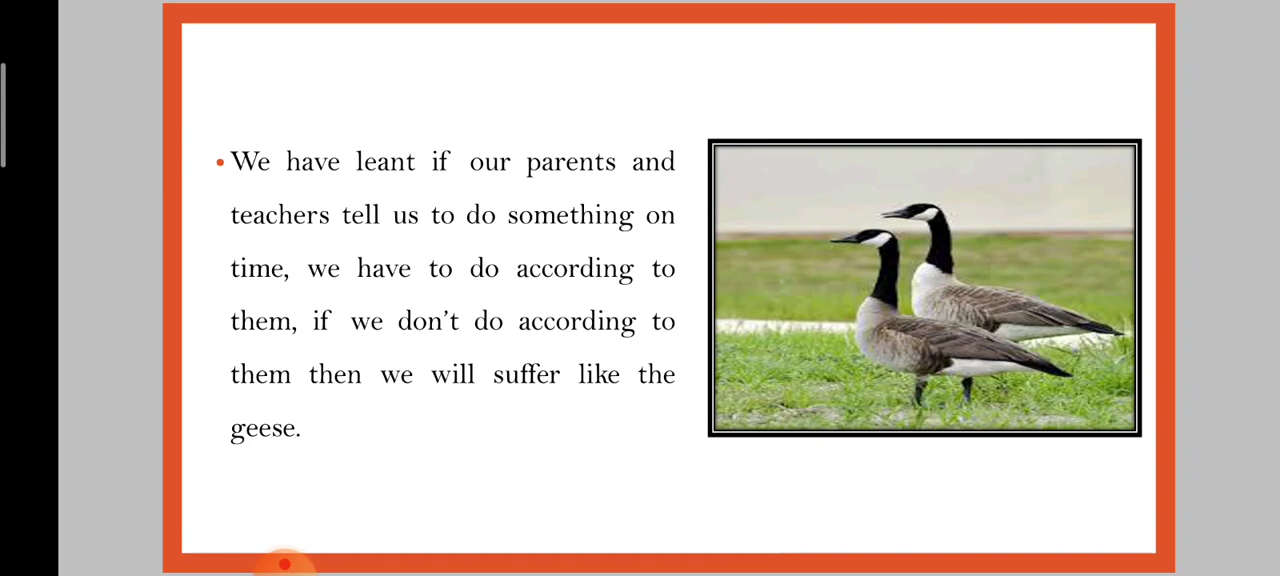 • We have leant if our parents and
teachers tell us to do something on
time, we have to do according to
them, if we don’t do according to
them then we will suffer like the
geese.